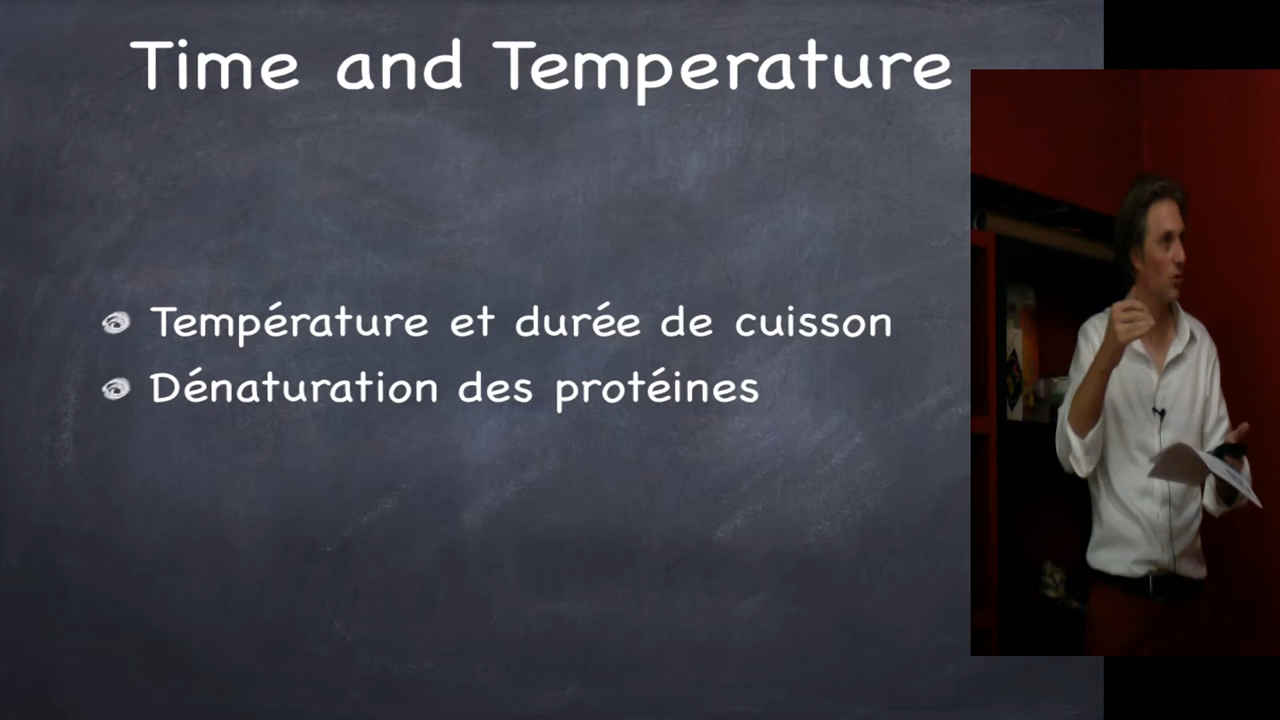 Time and Temperature
Température et durée de cuisson
Dénaturation des protéines